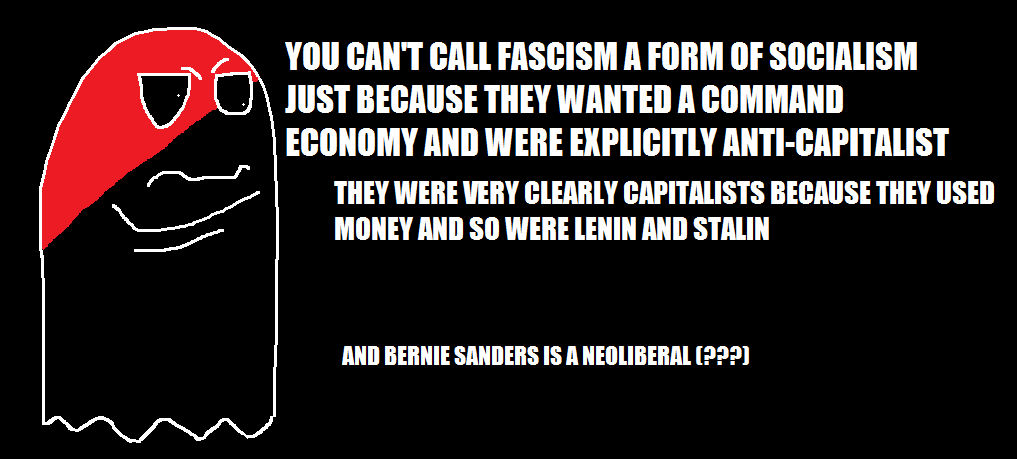 YOU CAN'T CALL FASCISM A FORM OF SOCIALISM
JUST BECAUSE THEY WANTED A COMMAND
ECONOMY AND WERE EXPLICITLY ANTI-CAPITALIST
THEY WERE VERY CLEARLY CAPITALISTS BECAUSE THEY USED
MONEY AND SO WERE LENIN AND STALIN
AND BERNIE SANDERS IS A NEOLIBERAL (???)